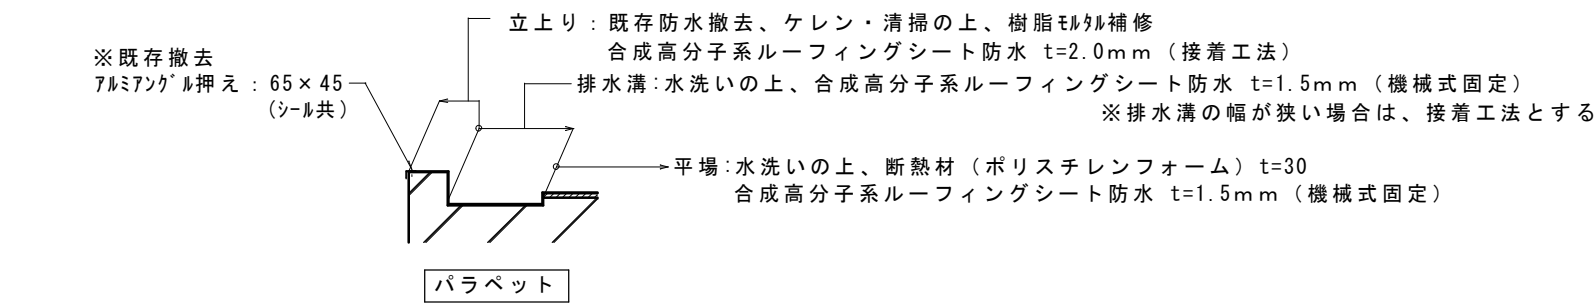 立上り：既存防水撤去、ケレン・清掃の上、樹脂ﾓﾙﾀﾙ補修
合成高分子系ルーフィングシート防水 t=2.0ｍｍ（接着工法）
※既存撤去
ｱﾙﾐｱﾝｸﾞﾙ押え：65×45
(ｼｰﾙ共)
排水溝:水洗いの上、合成高分子系ルーフィングシート防水 t=1.5ｍｍ（機械式固定）
※排水溝の幅が狭い場合は、接着工法とする
平場:水洗いの上、断熱材（ポリスチレンフォーム）t=30
合成高分子系ルーフィングシート防水 t=1.5ｍｍ（機械式固定）
パラペット